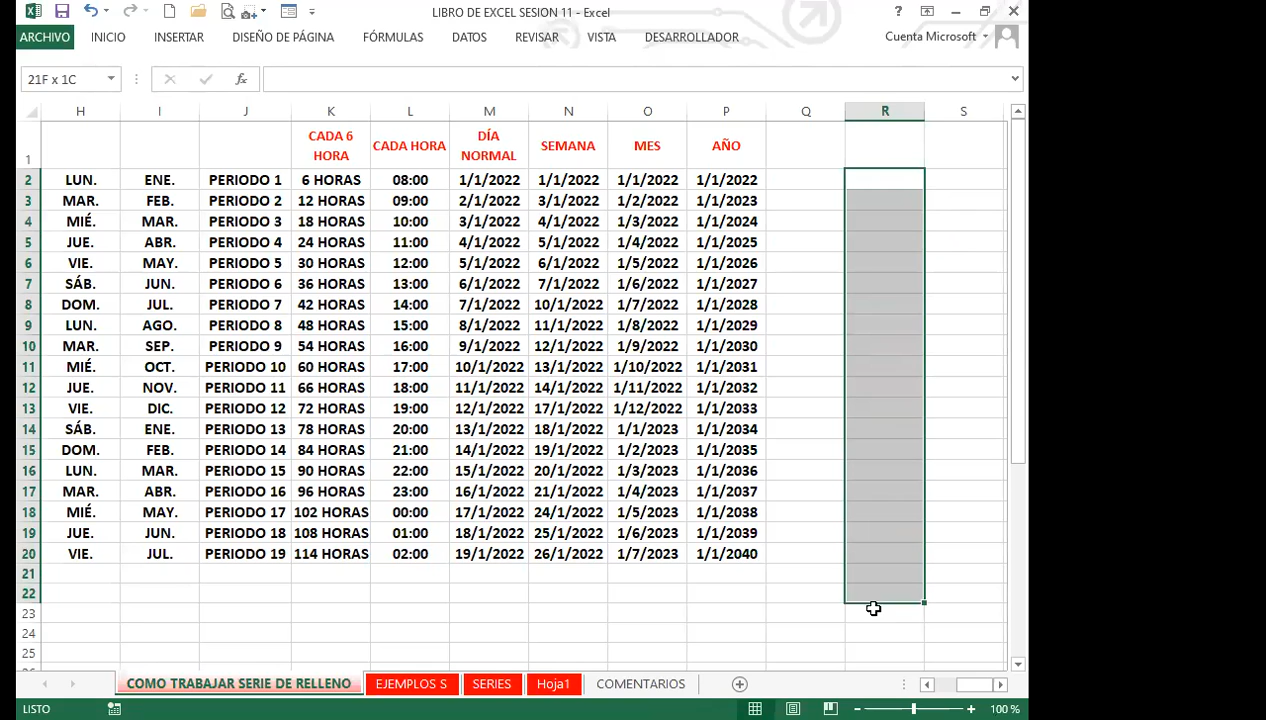 LIBRO DE EXCEL SESION 11 - Excel
ARCHIVO INICIO INSERTAR DISEÑO DE PÁGINA FÓRMULAS DATOS REVISAR VISTA DESARROLLADOR Cuenta Microsoft
21F x 1C fx
H I J K L M N O P Q R S
1 CADA 6 HORA CADA HORA DÍA NORMAL SEMANA MES AÑO
2 LUN. ENE. PERIODO 1 6 HORAS 08:00 1/1/2022 1/1/2022 1/1/2022 1/1/2022
3 MAR. FEB. PERIODO 2 12 HORAS 09:00 2/1/2022 3/1/2022 1/2/2022 1/1/2023
4 MIÉ. MAR. PERIODO 3 18 HORAS 10:00 3/1/2022 4/1/2022 1/3/2022 1/1/2024
5 JUE. ABR. PERIODO 4 24 HORAS 11:00 4/1/2022 5/1/2022 1/4/2022 1/1/2025
6 VIE. MAY. PERIODO 5 30 HORAS 12:00 5/1/2022 6/1/2022 1/5/2022 1/1/2026
7 SÁB. JUN. PERIODO 6 36 HORAS 13:00 6/1/2022 7/1/2022 1/6/2022 1/1/2027
8 DOM. JUL. PERIODO 7 42 HORAS 14:00 7/1/2022 10/1/2022 1/7/2022 1/1/2028
9 LUN. AGO. PERIODO 8 48 HORAS 15:00 8/1/2022 11/1/2022 1/8/2022 1/1/2029
10 MAR. SEP. PERIODO 9 54 HORAS 16:00 9/1/2022 12/1/2022 1/9/2022 1/1/2030
11 MIÉ. OCT. PERIODO 10 60 HORAS 17:00 10/1/2022 13/1/2022 1/10/2022 1/1/2031
12 JUE. NOV. PERIODO 11 66 HORAS 18:00 11/1/2022 14/1/2022 1/11/2022 1/1/2032
13 VIE. DIC. PERIODO 12 72 HORAS 19:00 12/1/2022 17/1/2022 1/12/2022 1/1/2033
14 SÁB. ENE. PERIODO 13 78 HORAS 20:00 13/1/2022 18/1/2022 1/1/2023 1/1/2034
15 DOM. FEB. PERIODO 14 84 HORAS 21:00 14/1/2022 19/1/2022 1/2/2023 1/1/2035
16 LUN. MAR. PERIODO 15 90 HORAS 22:00 15/1/2022 20/1/2022 1/3/2023 1/1/2036
17 MAR. ABR. PERIODO 16 96 HORAS 23:00 16/1/2022 21/1/2022 1/4/2023 1/1/2037
18 MIÉ. MAY. PERIODO 17 102 HORAS 00:00 17/1/2022 24/1/2022 1/5/2023 1/1/2038
19 JUE. JUN. PERIODO 18 108 HORAS 01:00 18/1/2022 25/1/2022 1/6/2023 1/1/2039
20 VIE. JUL. PERIODO 19 114 HORAS 02:00 19/1/2022 26/1/2022 1/7/2023 1/1/2040
21
22
23
24
25
COMO TRABAJAR SERIE DE RELLENO EJEMPLOS S SERIES Hoja1 COMENTARIOS
LISTO 100 %